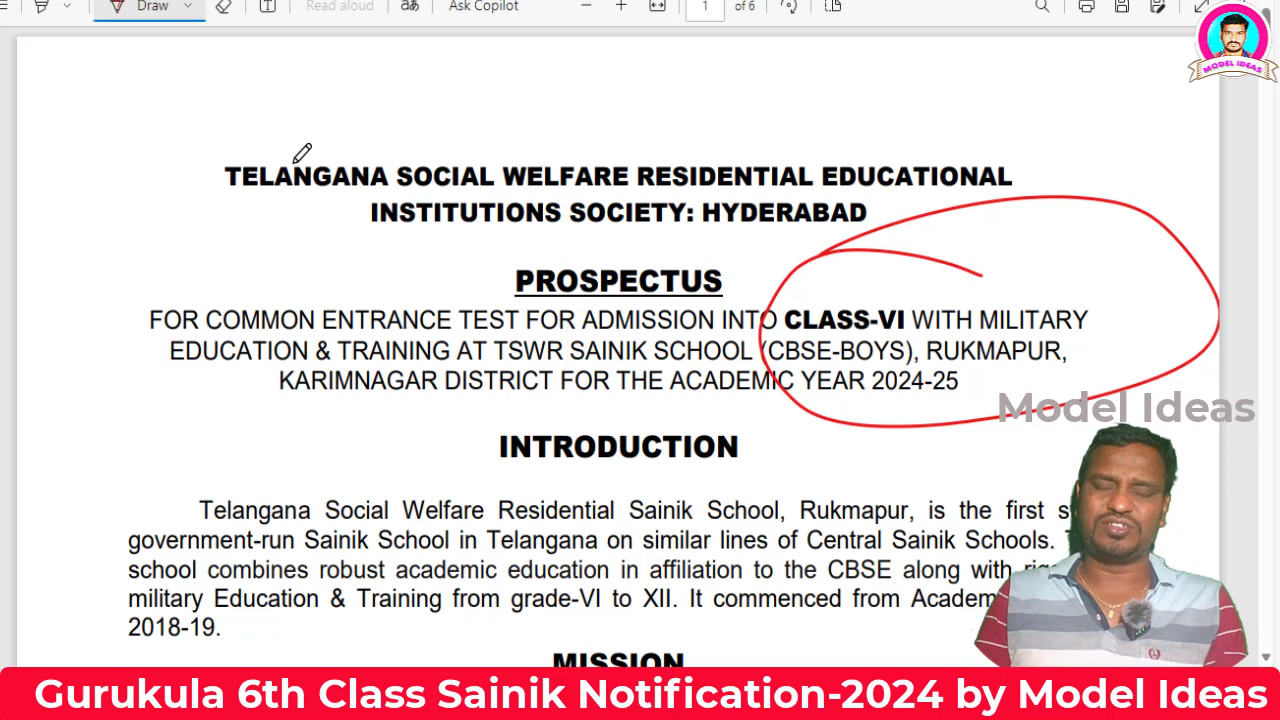 Draw
Read aloud
Ask Copilot
1 of 6
MODEL IDEAS
TELANGANA SOCIAL WELFARE RESIDENTIAL EDUCATIONAL
INSTITUTIONS SOCIETY: HYDERABAD
PROSPECTUS
FOR COMMON ENTRANCE TEST FOR ADMISSION INTO CLASS-VI WITH MILITARY
EDUCATION & TRAINING AT TSWR SAINIK SCHOOL (CBSE-BOYS), RUKMAPUR,
KARIMNAGAR DISTRICT FOR THE ACADEMIC YEAR 2024-25
Model Ideas
INTRODUCTION
Telangana Social Welfare Residential Sainik School, Rukmapur, is the first
government-run Sainik School in Telangana on similar lines of Central Sainik Schools.
school combines robust academic education in affiliation to the CBSE along with
military Education & Training from grade-VI to XII. It commenced from
2018-19.
MISSION
Gurukula 6th Class Sainik Notification-2024 by Model Ideas